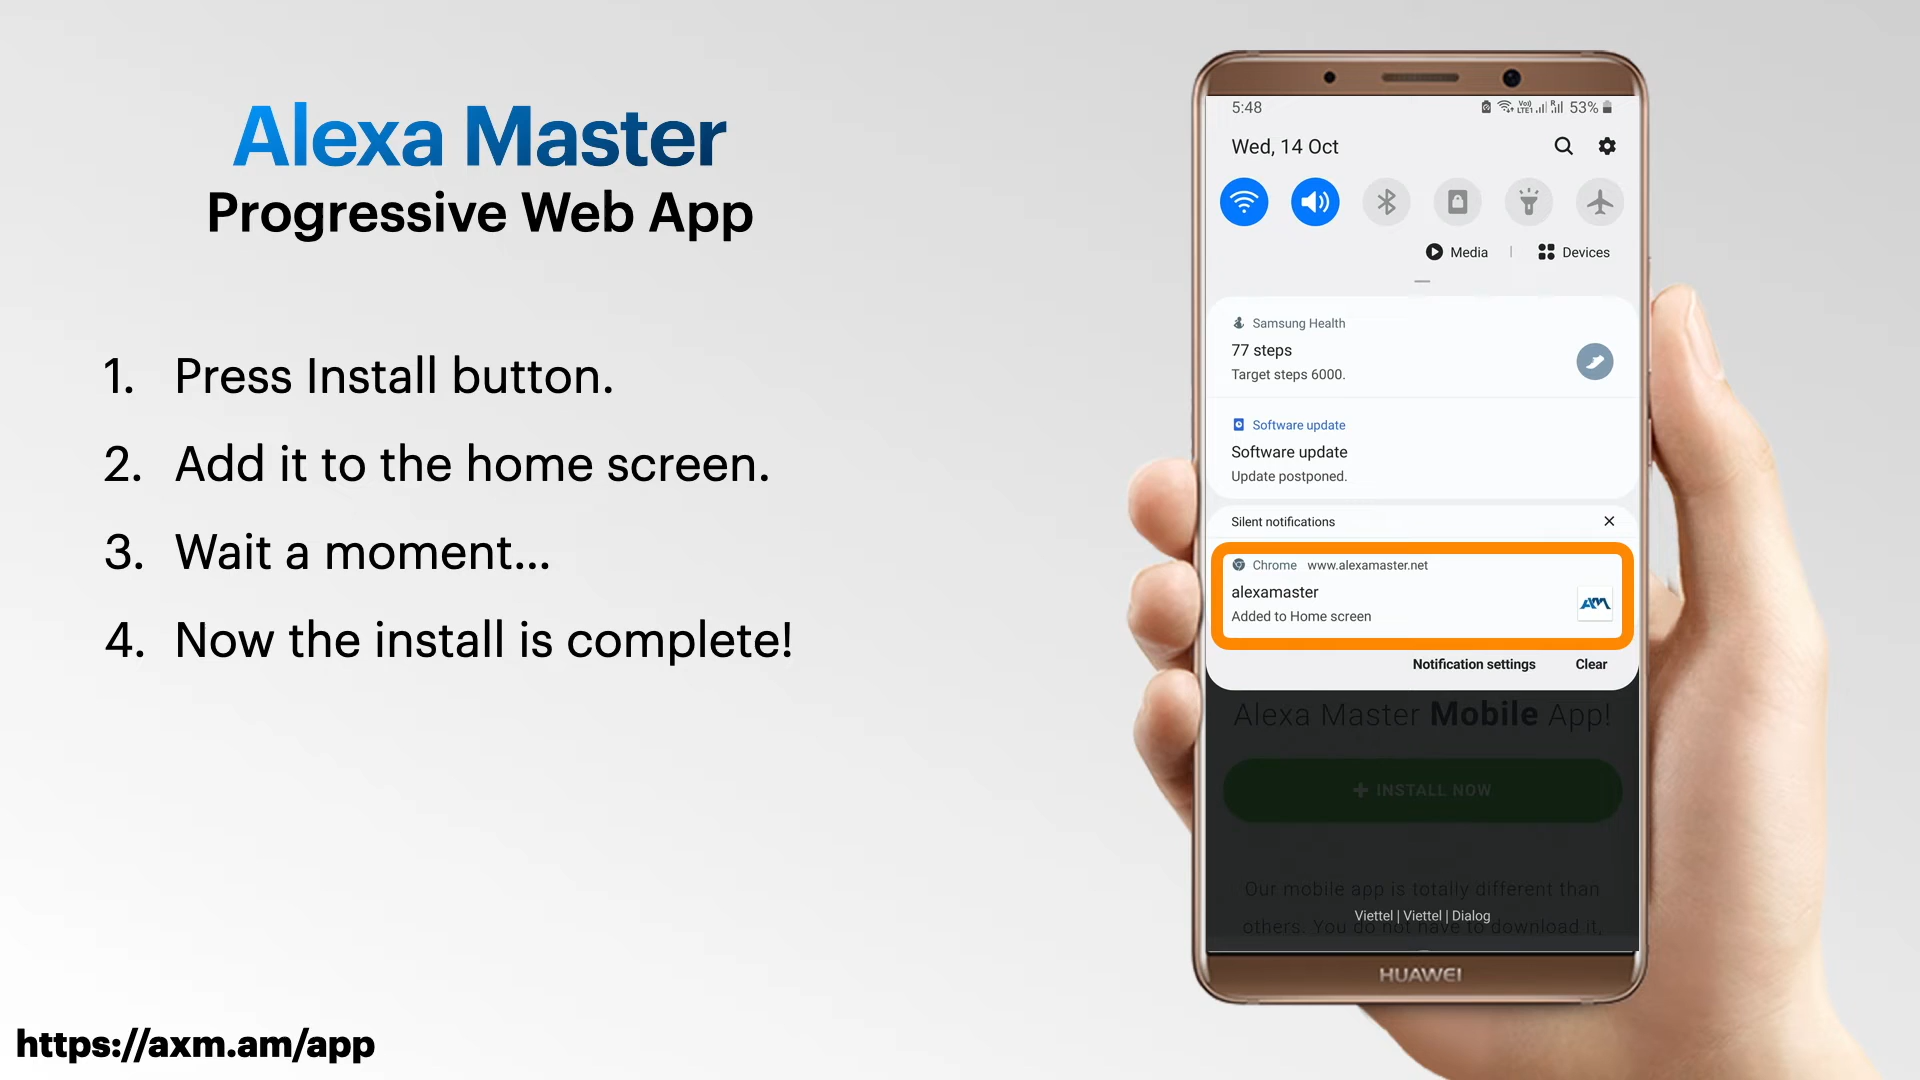 Alexa Master
Progressive Web App
1. Press Install button.
2. Add it to the home screen.
3. Wait a moment...
4. Now the install is complete!
https://axm.am/app
5:48
53%
Wed, 14 Oct
Media | Devices
Samsung Health
77 steps
Target steps 6000.
Software update
Software update
Update postponed.
Silent notifications
Chrome www.alexamaster.net
alexamaster
Added to Home screen
AM
Notification settings Clear
Alexa Master Mobile App!
INSTALL NOW
Our mobile app is totally different than
Viettel | Viettel | Dialog
others. You do not have to download it,
HUAWEI